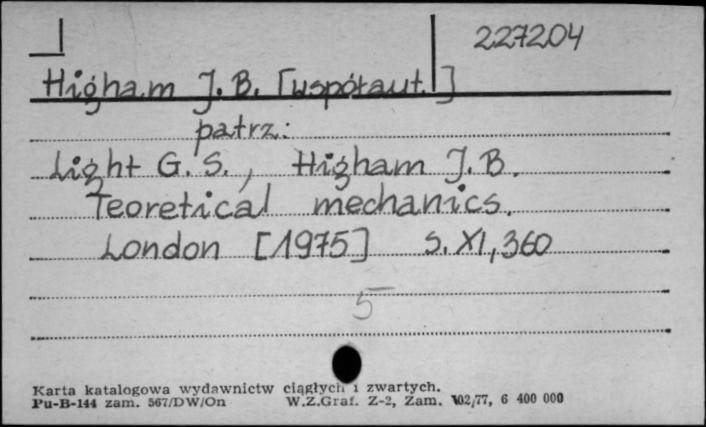 227204
Higham J. B. [współaut.]
patrz:
Light G. S., Higham J. B.
Teoretical mechanics.
London [1975] S. XI, 360
5
Karta katalogowa wydawnictw ciągłych i zwartych.
Pu-B-144 zam. 567/DW/On W.Z.Graf. Z-2, Zam. 102/77, 6 400 000